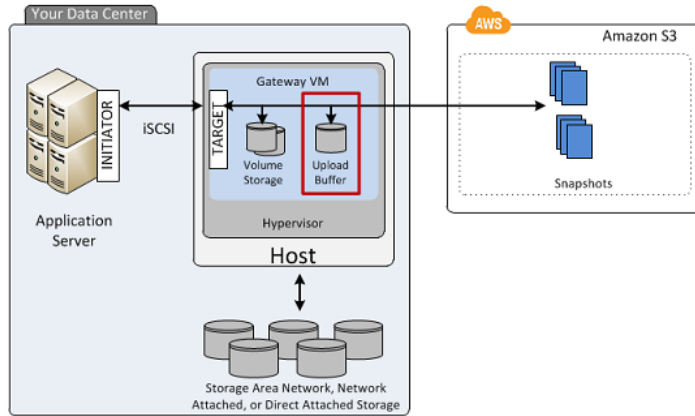 Your Data Center
AWS
Amazon S3
Gateway VM
INITIATOR
iSCSI
TARGET
Volume
Storage
Upload
Buffer
Snapshots
Application
Server
Hypervisor
Host
Storage Area Network, Network
Attached, or Direct Attached Storage